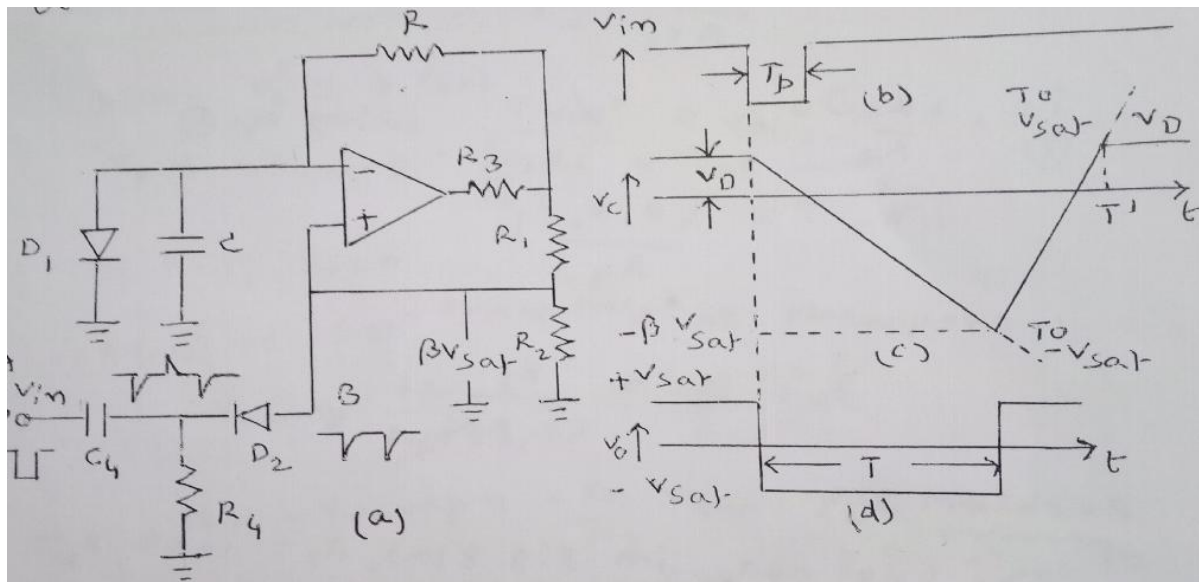 R
R3
R1
D1
C
βVsat
R2
Vin
C4
D2
B
R4
(a)
Vin
Tp
(b)
To
Vsat
VD
VD
Vc
T'
t
-β Vsat
(c)
To
-Vsat
+Vsat
Vo
T
t
- Vsat
(d)